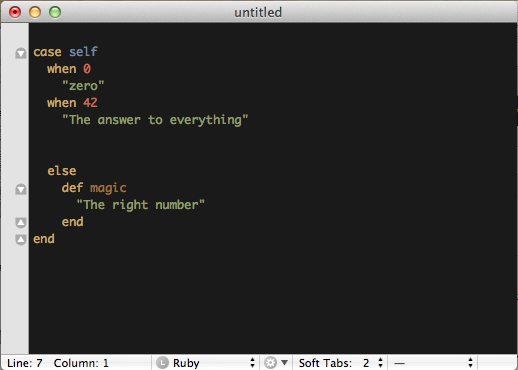 untitled
case self
when 0
"zero"
when 42
"The answer to everything"
else
def magic
"The right number"
end
end
Line: 7 Column: 1 L Ruby Soft Tabs: 2 —